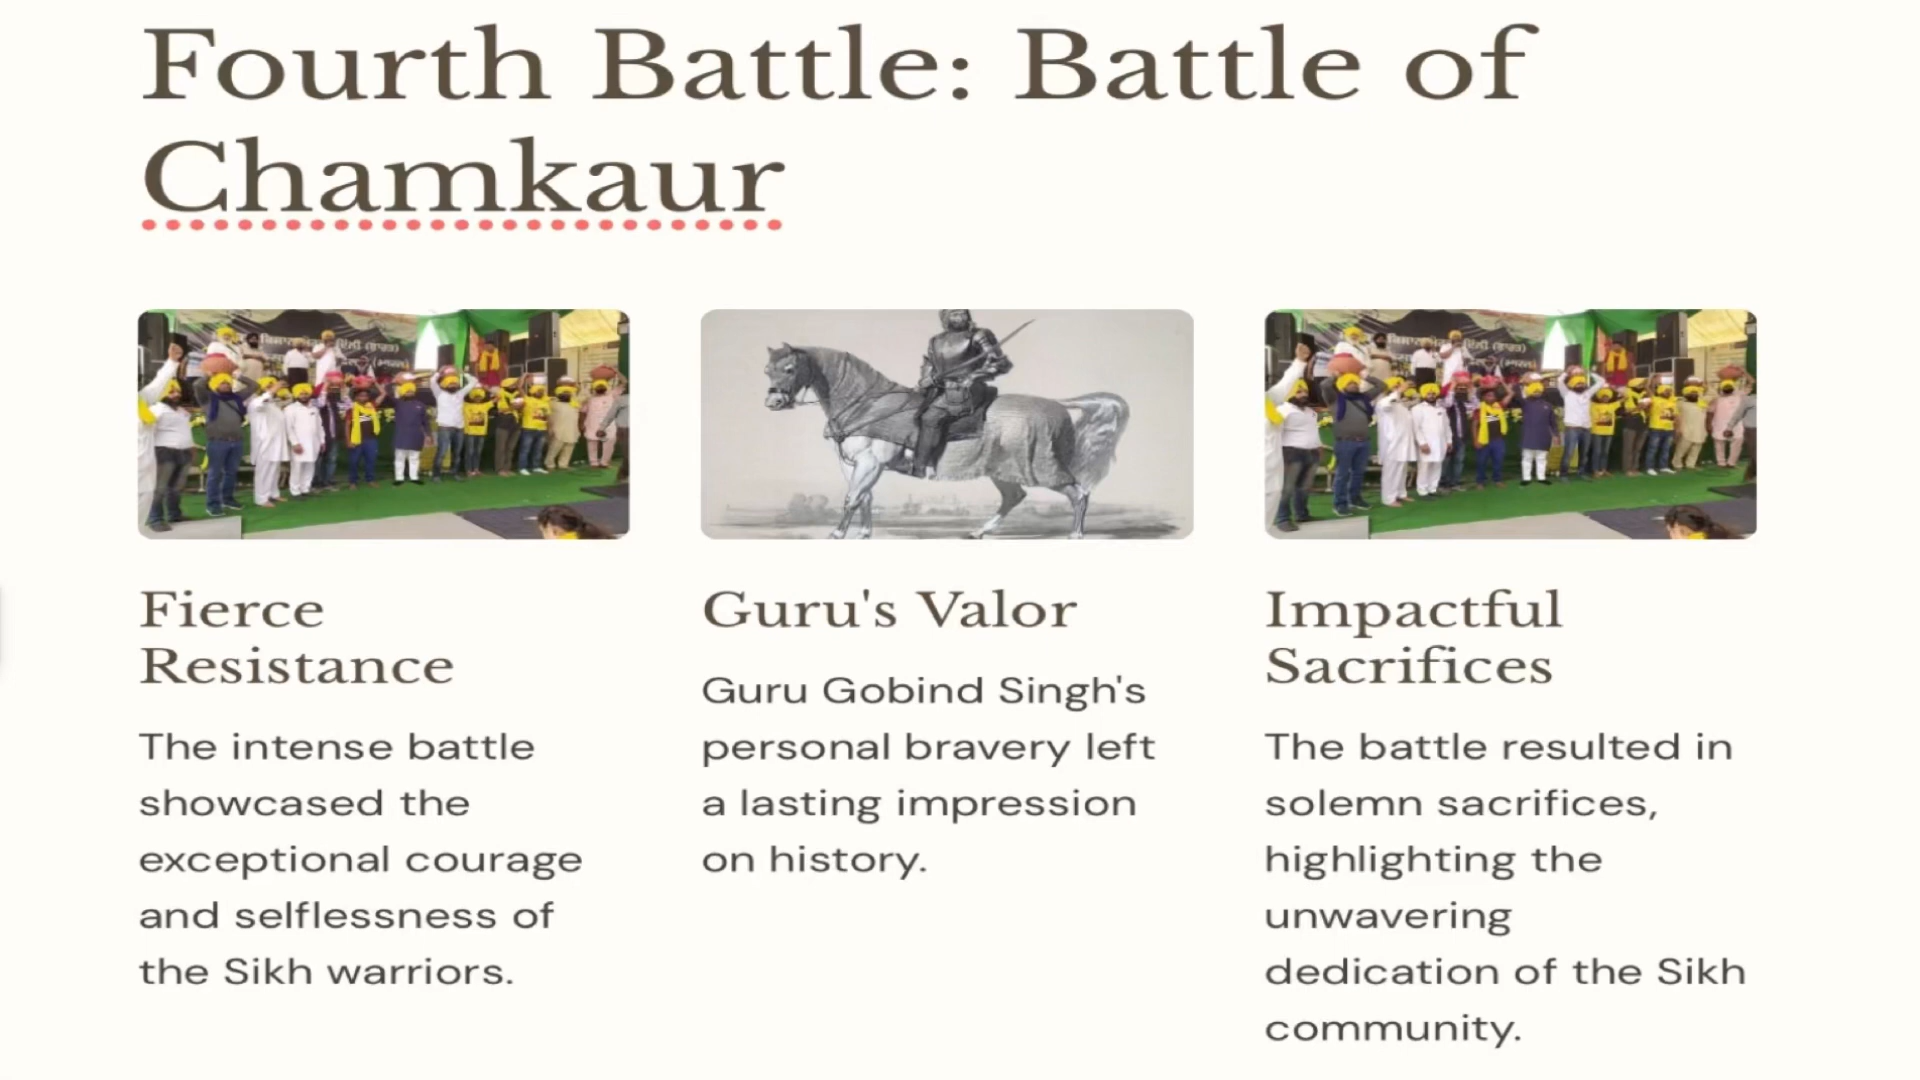 Fourth Battle: Battle of
Chamkaur
Fierce
Resistance
The intense battle
showcased the
exceptional courage
and selflessness of
the Sikh warriors.
Guru's Valor
Guru Gobind Singh's
personal bravery left
a lasting impression
on history.
Impactful
Sacrifices
The battle resulted in
solemn sacrifices,
highlighting the
unwavering
dedication of the Sikh
community.